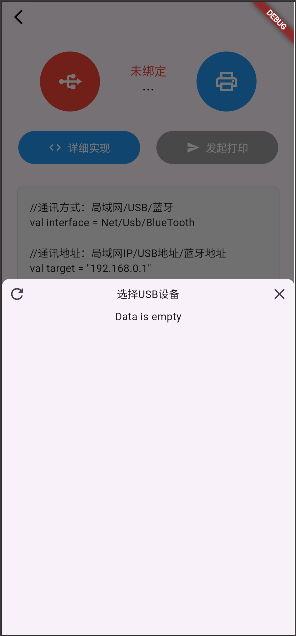 DEBUG
未绑定
...
详细实现
发起打印
//通讯方式：局域网/USB/蓝牙
val interface = Net/Usb/BlueTooth
//通讯地址：局域网IP/USB地址/蓝牙地址
val target = "192.168.0.1"
选择USB设备
Data is empty